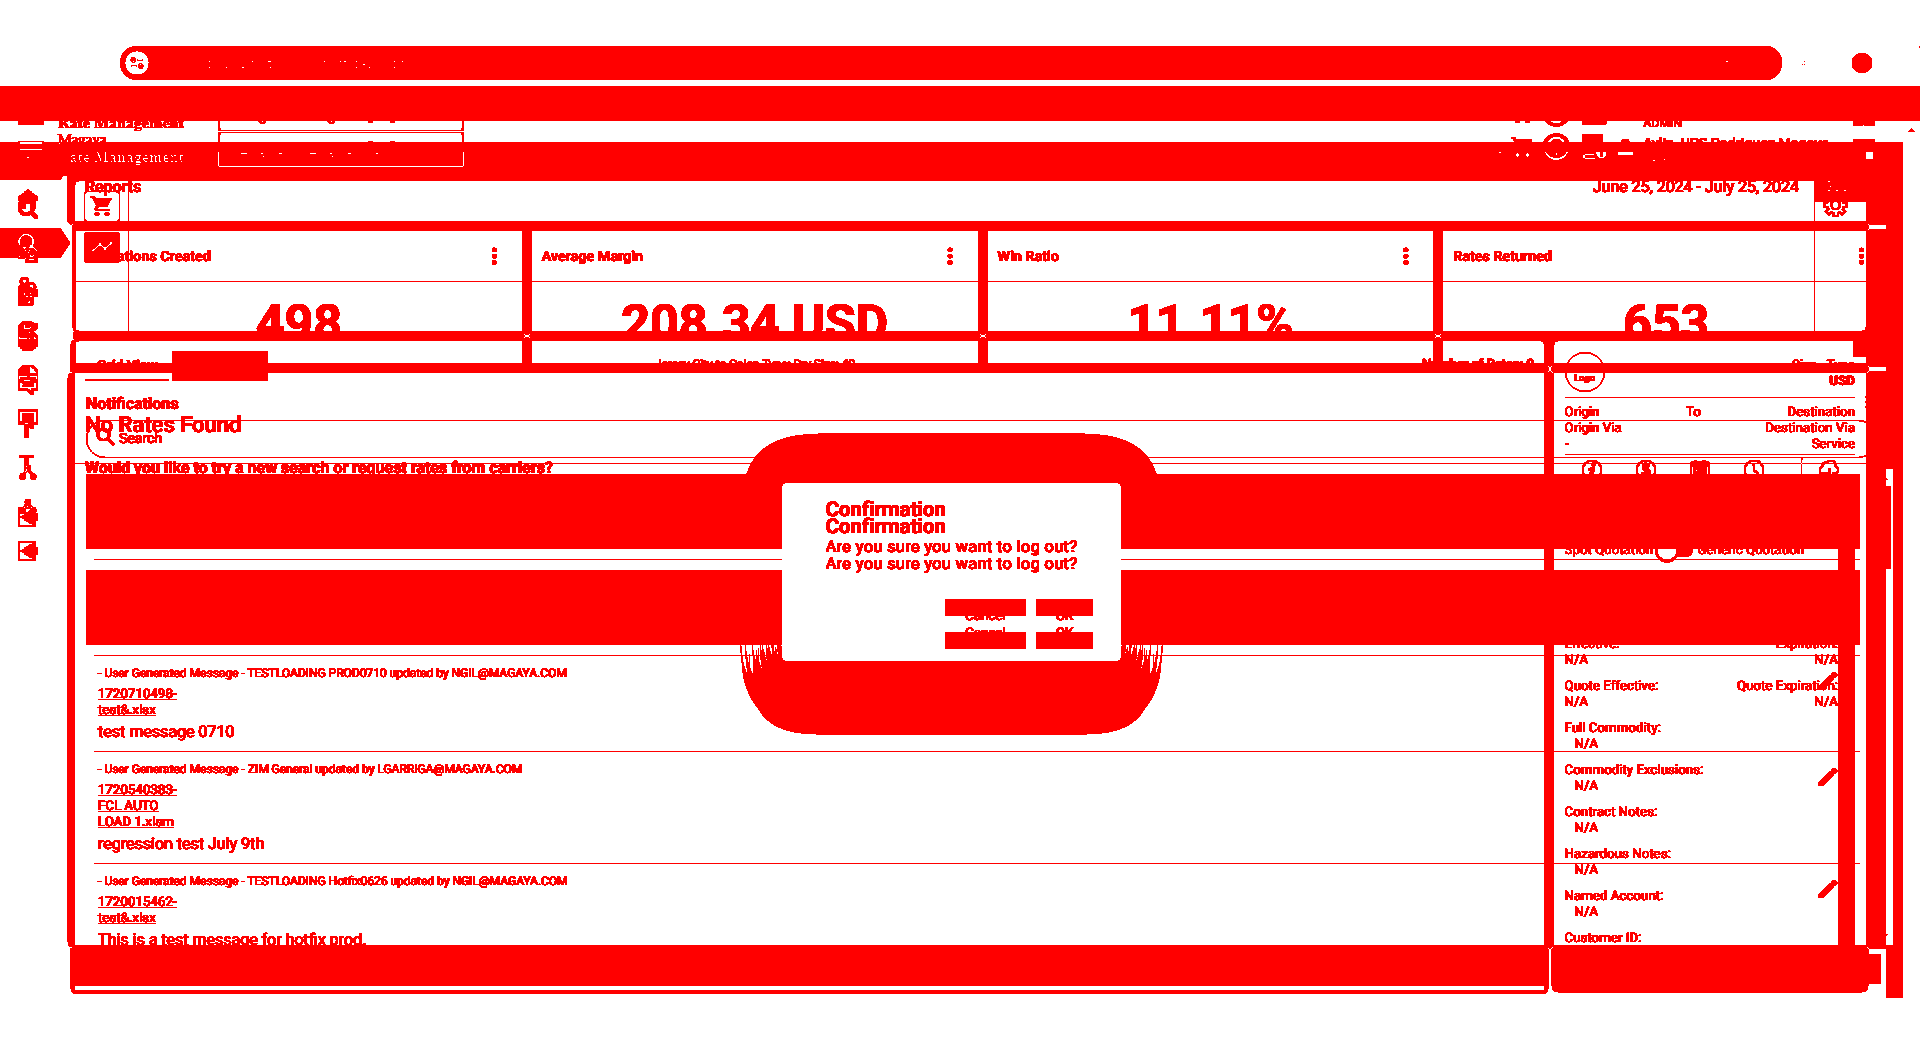 Rate Management
Magaya
ADMIN
ate Management
Reports
June 25, 2024 - July 25, 2024
ations Created
Average Margin
Win Ratio
Rates Returned
498
208.34 USD
11.11%
653
Logo
USD
Notifications
No Rates Found
Search
Origin
To
Destination
Origin Via
Destination Via
-
Service
Would you like to try a new search or request rates from carriers?
Confirmation
Confirmation
Are you sure you want to log out?
Are you sure you want to log out?
Spot Quotation
Generic Quotation
Cancel
OK
Cancel
OK
N/A
N/A
- User Generated Message - TESTLOADING PROD0710 updated by NGIL@MAGAYA.COM
1720710498-
test&.xlsx
test message 0710
Quote Effective:
Quote Expiration:
N/A
N/A
Full Commodity:
N/A
- User Generated Message - ZIM General updated by LGARRIGA@MAGAYA.COM
1720540383-
FCL AUTO
LOAD 1.xlsm
regression test July 9th
Commodity Exclusions:
N/A
Contract Notes:
N/A
Hazardous Notes:
N/A
- User Generated Message - TESTLOADING Hotfix0626 updated by NGIL@MAGAYA.COM
1720015462-
test&.xlsx
This is a test message for hotfix prod.
Named Account:
N/A
Customer ID: